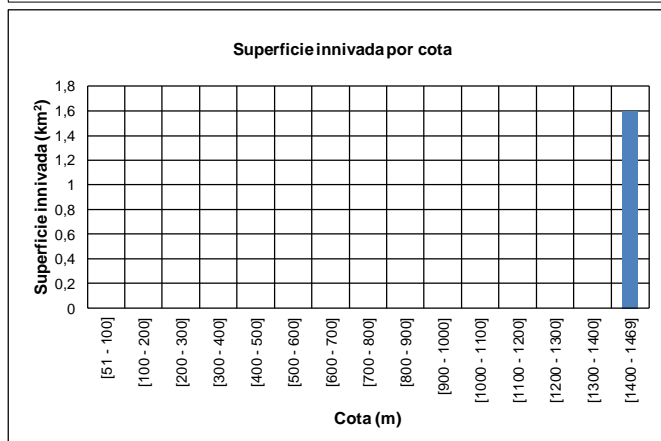 Superficie innivada por cota
Superficie innivada (km²)
1,8
1,6
1,4
1,2
1
0,8
0,6
0,4
0,2
0
[51 - 100]
[100 - 200]
[200 - 300]
[300 - 400]
[400 - 500]
[500 - 600]
[600 - 700]
[700 - 800]
[800 - 900]
[900 - 1000]
[1000 - 1100]
[1100 - 1200]
[1200 - 1300]
[1300 - 1400]
[1400 - 1469]
Cota (m)